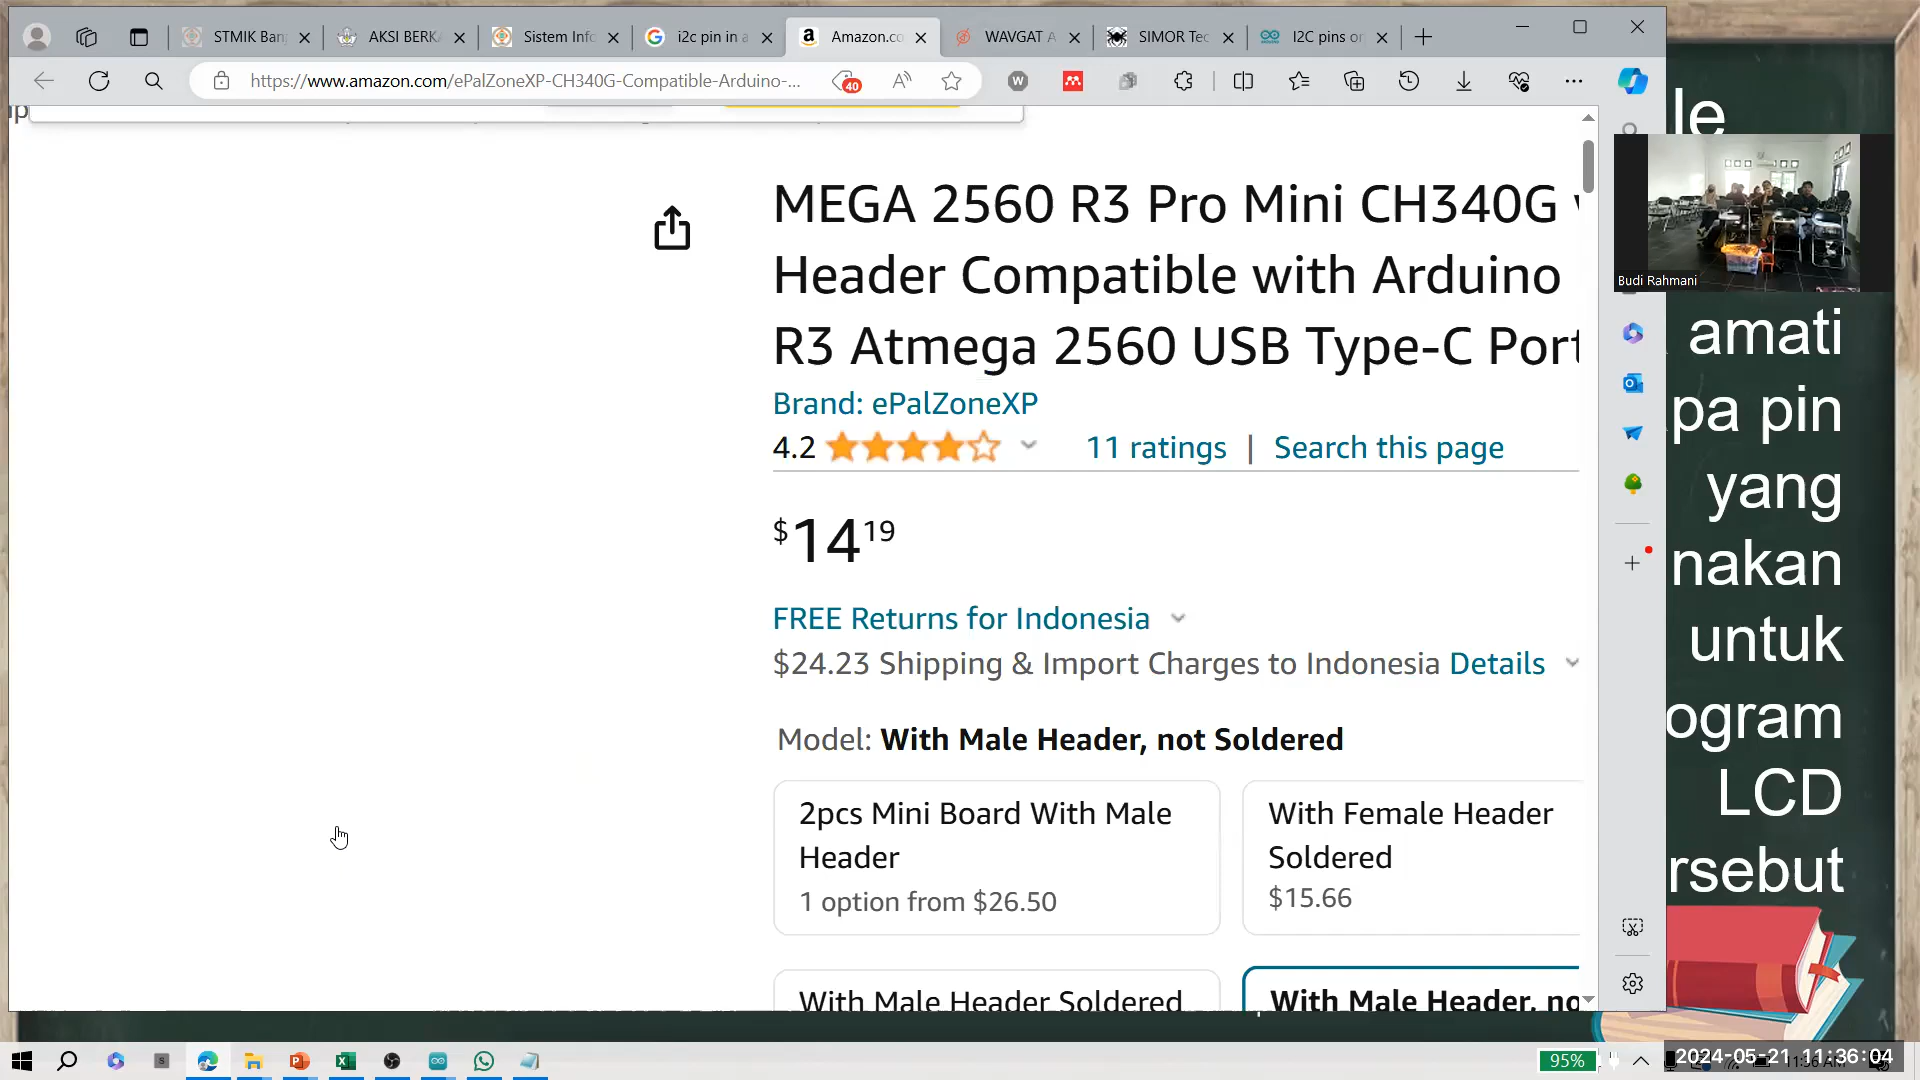 STMIK Ban
AKSI BERKA
Sistem Info
i2c pin in a
Amazon.co
WAVGAT A
SIMOR Tec
I2C pins o
https://www.amazon.com/ePalZoneXP-CH340G-Compatible-Arduino-...
40
MEGA 2560 R3 Pro Mini CH340G
Header Compatible with Arduino
R3 Atmega 2560 USB Type-C Port
Brand: ePalZoneXP
4.2
11 ratings | Search this page
$14 19
FREE Returns for Indonesia
$24.23 Shipping & Import Charges to Indonesia Details
Model: With Male Header, not Soldered
2pcs Mini Board With Male
Header
1 option from $26.50
With Female Header
Soldered
$15.66
With Male Header Soldered
With Male Header, no
le
Budi Rahmani
amati
pa pin
yang
nakan
untuk
ogram
LCD
rsebut
95%
2024-05-21 11:36:04